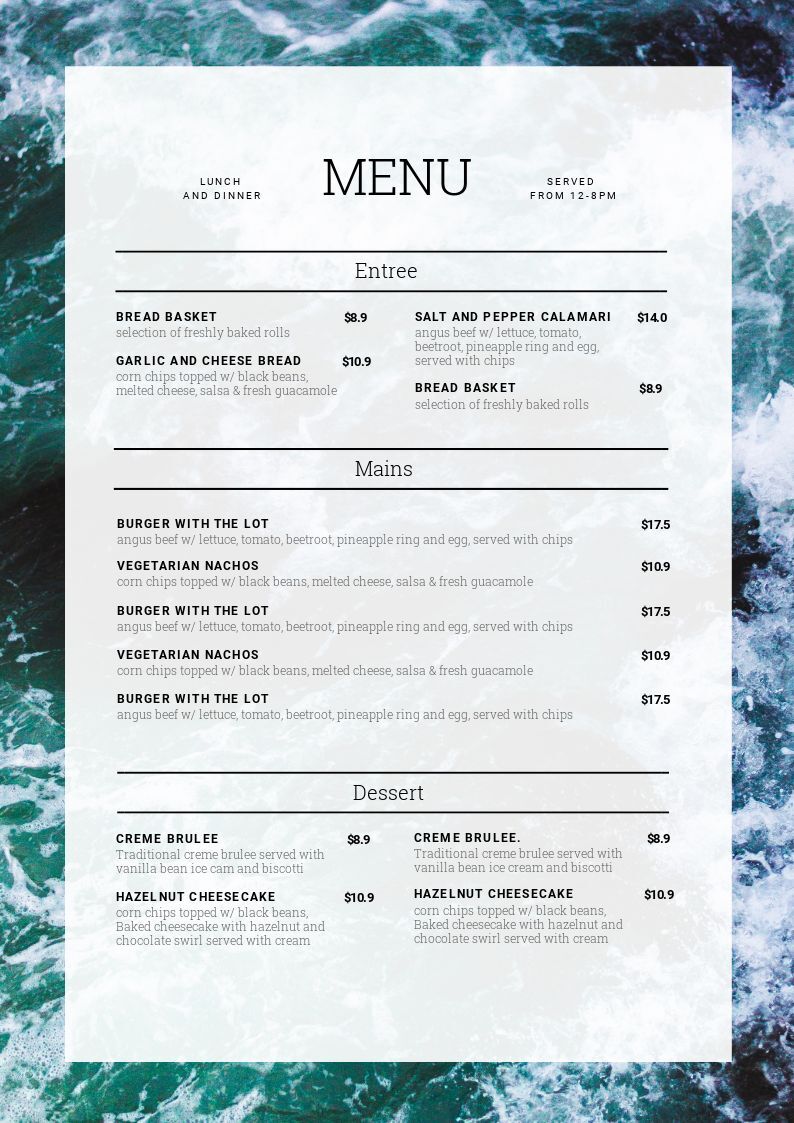 LUNCH
AND DINNER
MENU
SERVED
FROM 12-8PM
Entree
BREAD BASKET $8.9
selection of freshly baked rolls
GARLIC AND CHEESE BREAD $10.9
corn chips topped w/ black beans,
melted cheese, salsa & fresh guacamole
SALT AND PEPPER CALAMARI $14.0
angus beef w/ lettuce, tomato,
beetroot, pineapple ring and egg,
served with chips
BREAD BASKET $8.9
selection of freshly baked rolls
Mains
BURGER WITH THE LOT $17.5
angus beef w/ lettuce, tomato, beetroot, pineapple ring and egg, served with chips
VEGETARIAN NACHOS $10.9
corn chips topped w/ black beans, melted cheese, salsa & fresh guacamole
BURGER WITH THE LOT $17.5
angus beef w/ lettuce, tomato, beetroot, pineapple ring and egg, served with chips
VEGETARIAN NACHOS $10.9
corn chips topped w/ black beans, melted cheese, salsa & fresh guacamole
BURGER WITH THE LOT $17.5
angus beef w/ lettuce, tomato, beetroot, pineapple ring and egg, served with chips
Dessert
CREME BRULEE $8.9
Traditional creme brulee served with
vanilla bean ice cam and biscotti
HAZELNUT CHEESECAKE $10.9
corn chips topped w/ black beans,
Baked cheesecake with hazelnut and
chocolate swirl served with cream
CREME BRULEE. $8.9
Traditional creme brulee served with
vanilla bean ice cream and biscotti
HAZELNUT CHEESECAKE $10.9
corn chips topped w/ black beans,
Baked cheesecake with hazelnut and
chocolate swirl served with cream